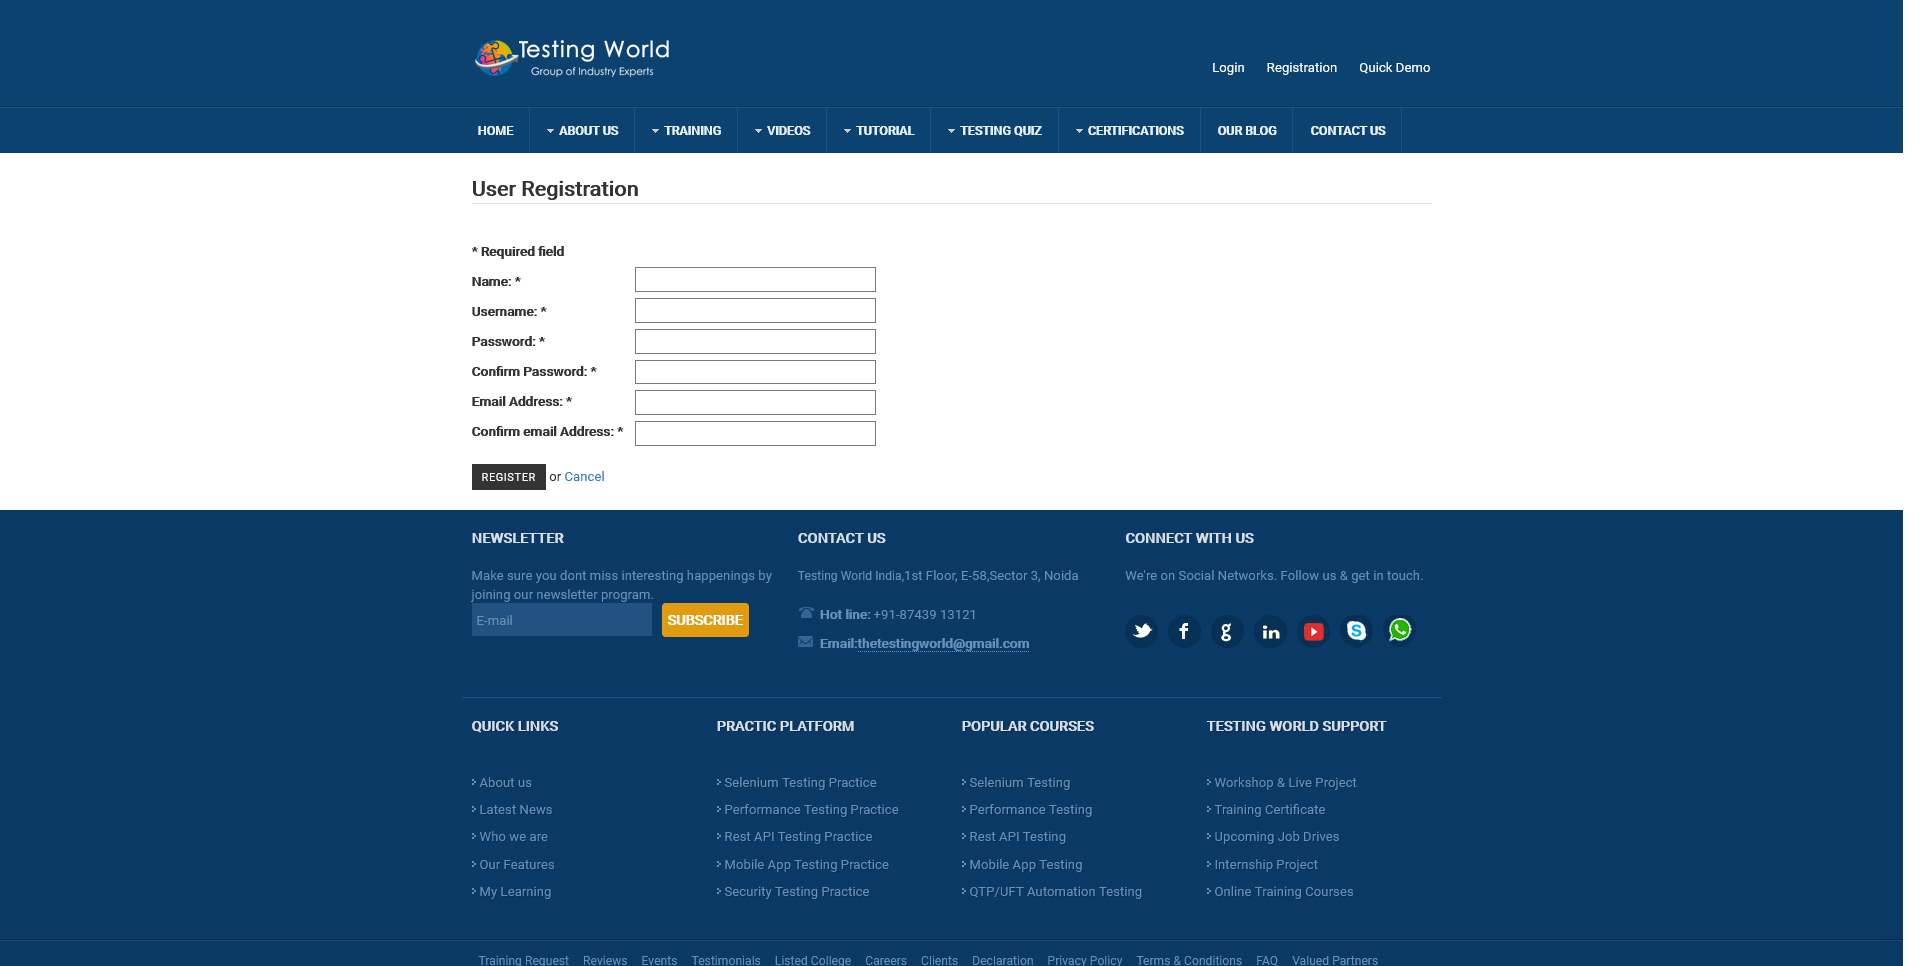 Testing World
Group of Industry Experts
Login Registration Quick Demo
HOME ABOUT US TRAINING VIDEOS TUTORIAL TESTING QUIZ CERTIFICATIONS OUR BLOG CONTACT US
User Registration
* Required field
Name: *
Username: *
Password: *
Confirm Password: *
Email Address: *
Confirm email Address: *
REGISTER or Cancel
NEWSLETTER
Make sure you dont miss interesting happenings by
joining our newsletter program.
E-mail SUBSCRIBE
CONTACT US
Testing World India,1st Floor, E-58,Sector 3, Noida
Hot line: +91-87439 13121
Email:thetestingworld@gmail.com
CONNECT WITH US
We're on Social Networks. Follow us & get in touch.
QUICK LINKS
About us
Latest News
Who we are
Our Features
My Learning
PRACTIC PLATFORM
Selenium Testing Practice
Performance Testing Practice
Rest API Testing Practice
Mobile App Testing Practice
Security Testing Practice
POPULAR COURSES
Selenium Testing
Performance Testing
Rest API Testing
Mobile App Testing
QTP/UFT Automation Testing
TESTING WORLD SUPPORT
Workshop & Live Project
Training Certificate
Upcoming Job Drives
Internship Project
Online Training Courses
Training Request Reviews Events Testimonials Listed College Careers Clients Declaration Privacy Policy Terms & Conditions FAQ Valued Partners